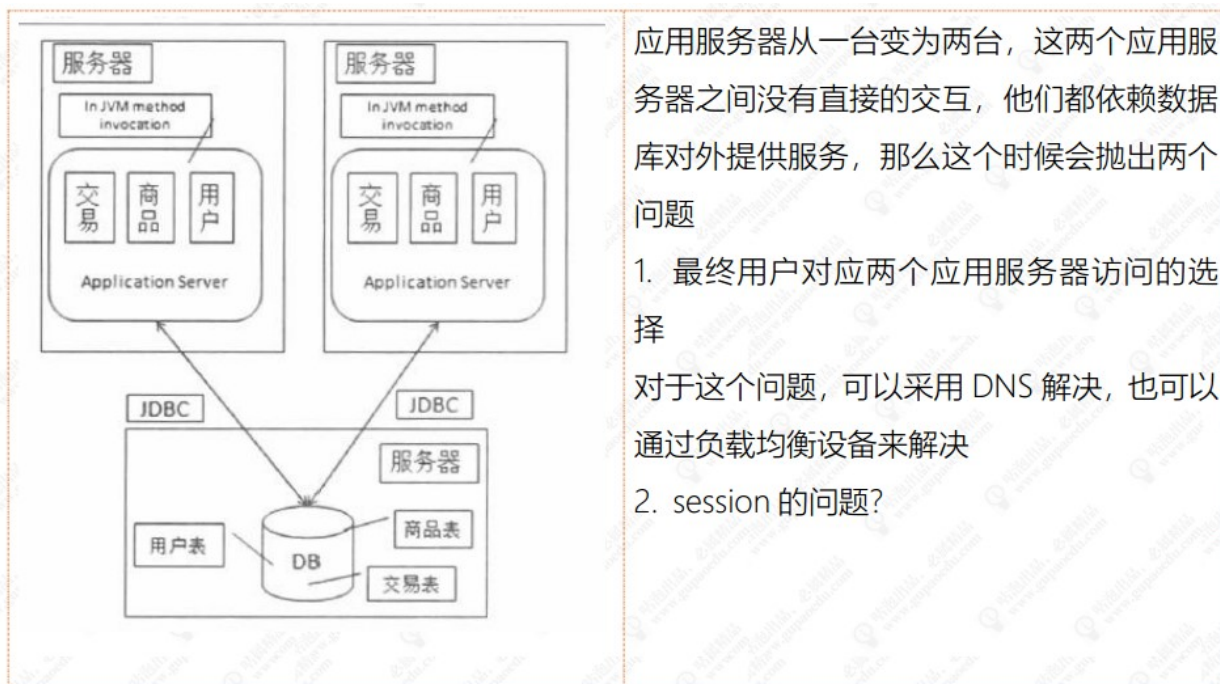 服务器
In JVM method
invocation
交易
商品
用户
Application Server
服务器
In JVM method
invocation
交易
商品
用户
Application Server
JDBC
JDBC
服务器
用户表
DB
商品表
交易表
应用服务器从一台变为两台，这两个应用服
务器之间没有直接的交互，他们都依赖数据
库对外提供服务，那么这个时候会抛出两个
问题
1. 最终用户对应两个应用服务器访问的选
择
对于这个问题，可以采用 DNS 解决，也可以
通过负载均衡设备来解决
2. session 的问题?